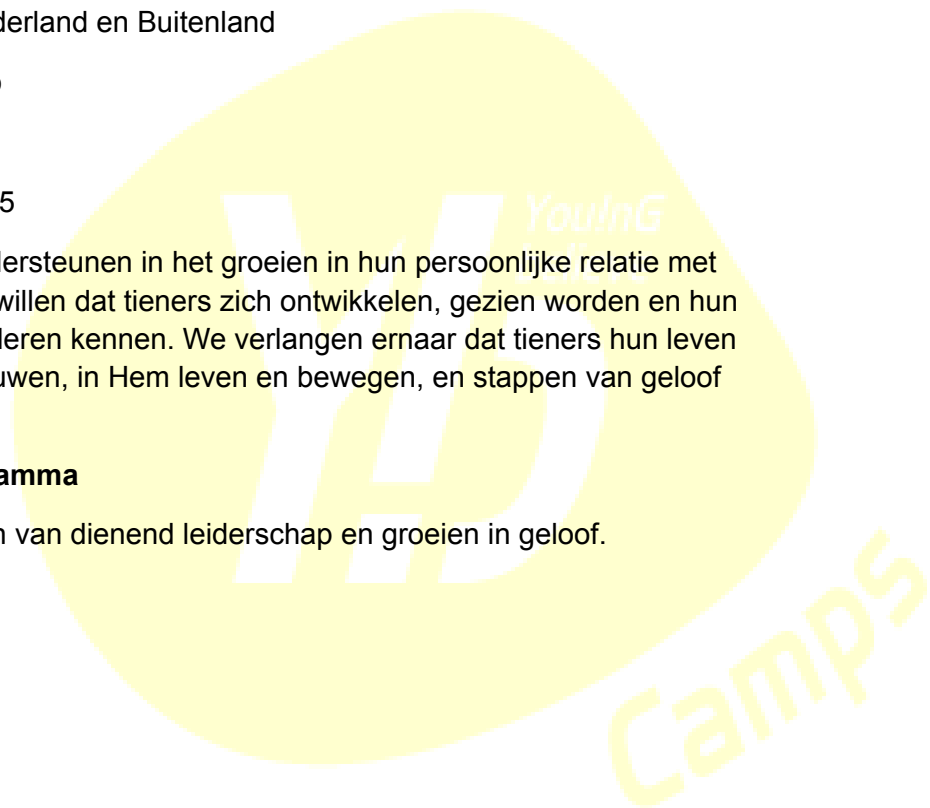 derland en Buitenland
5
YouInG
dersteunen in het groeien in hun persoonlijke relatie met
willen dat tieners zich ontwikkelen, gezien worden en hun
deren kennen. We verlangen ernaar dat tieners hun leven
uwen, in Hem leven en bewegen, en stappen van geloof
amma
n van dienend leiderschap en groeien in geloof.
Camps